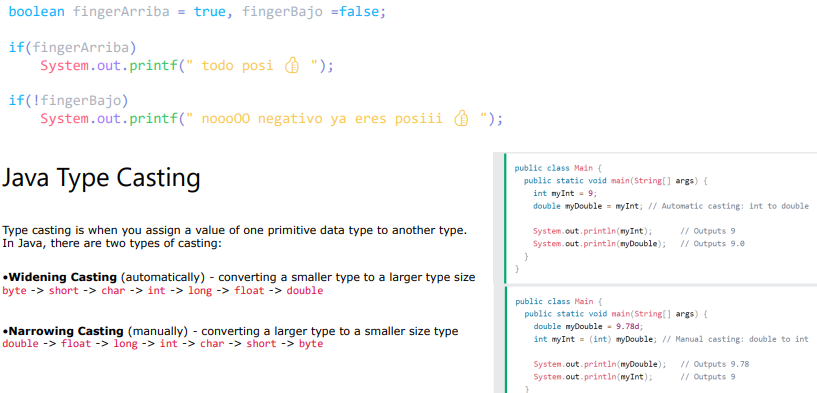 boolean fingerArriba = true, fingerBajo =false;
if(fingerArriba)
System.out.printf(" todo posi 👍 ");
if(!fingerBajo)
System.out.printf(" noooOO negativo ya eres posiii 👍 ");
Java Type Casting
Type casting is when you assign a value of one primitive data type to another type.
In Java, there are two types of casting:
•Widening Casting (automatically) - converting a smaller type to a larger type size
byte -> short -> char -> int -> long -> float -> double
•Narrowing Casting (manually) - converting a larger type to a smaller size type
double -> float -> long -> int -> char -> short -> byte
public class Main {
public static void main(String[] args) {
int myInt = 9;
double myDouble = myInt; // Automatic casting: int to double
System.out.println(myInt); // Outputs 9
System.out.println(myDouble); // Outputs 9.0
}
}
public class Main {
public static void main(String[] args) {
double myDouble = 9.78d;
int myInt = (int) myDouble; // Manual casting: double to int
System.out.println(myDouble); // Outputs 9.78
System.out.println(myInt); // Outputs 9
}